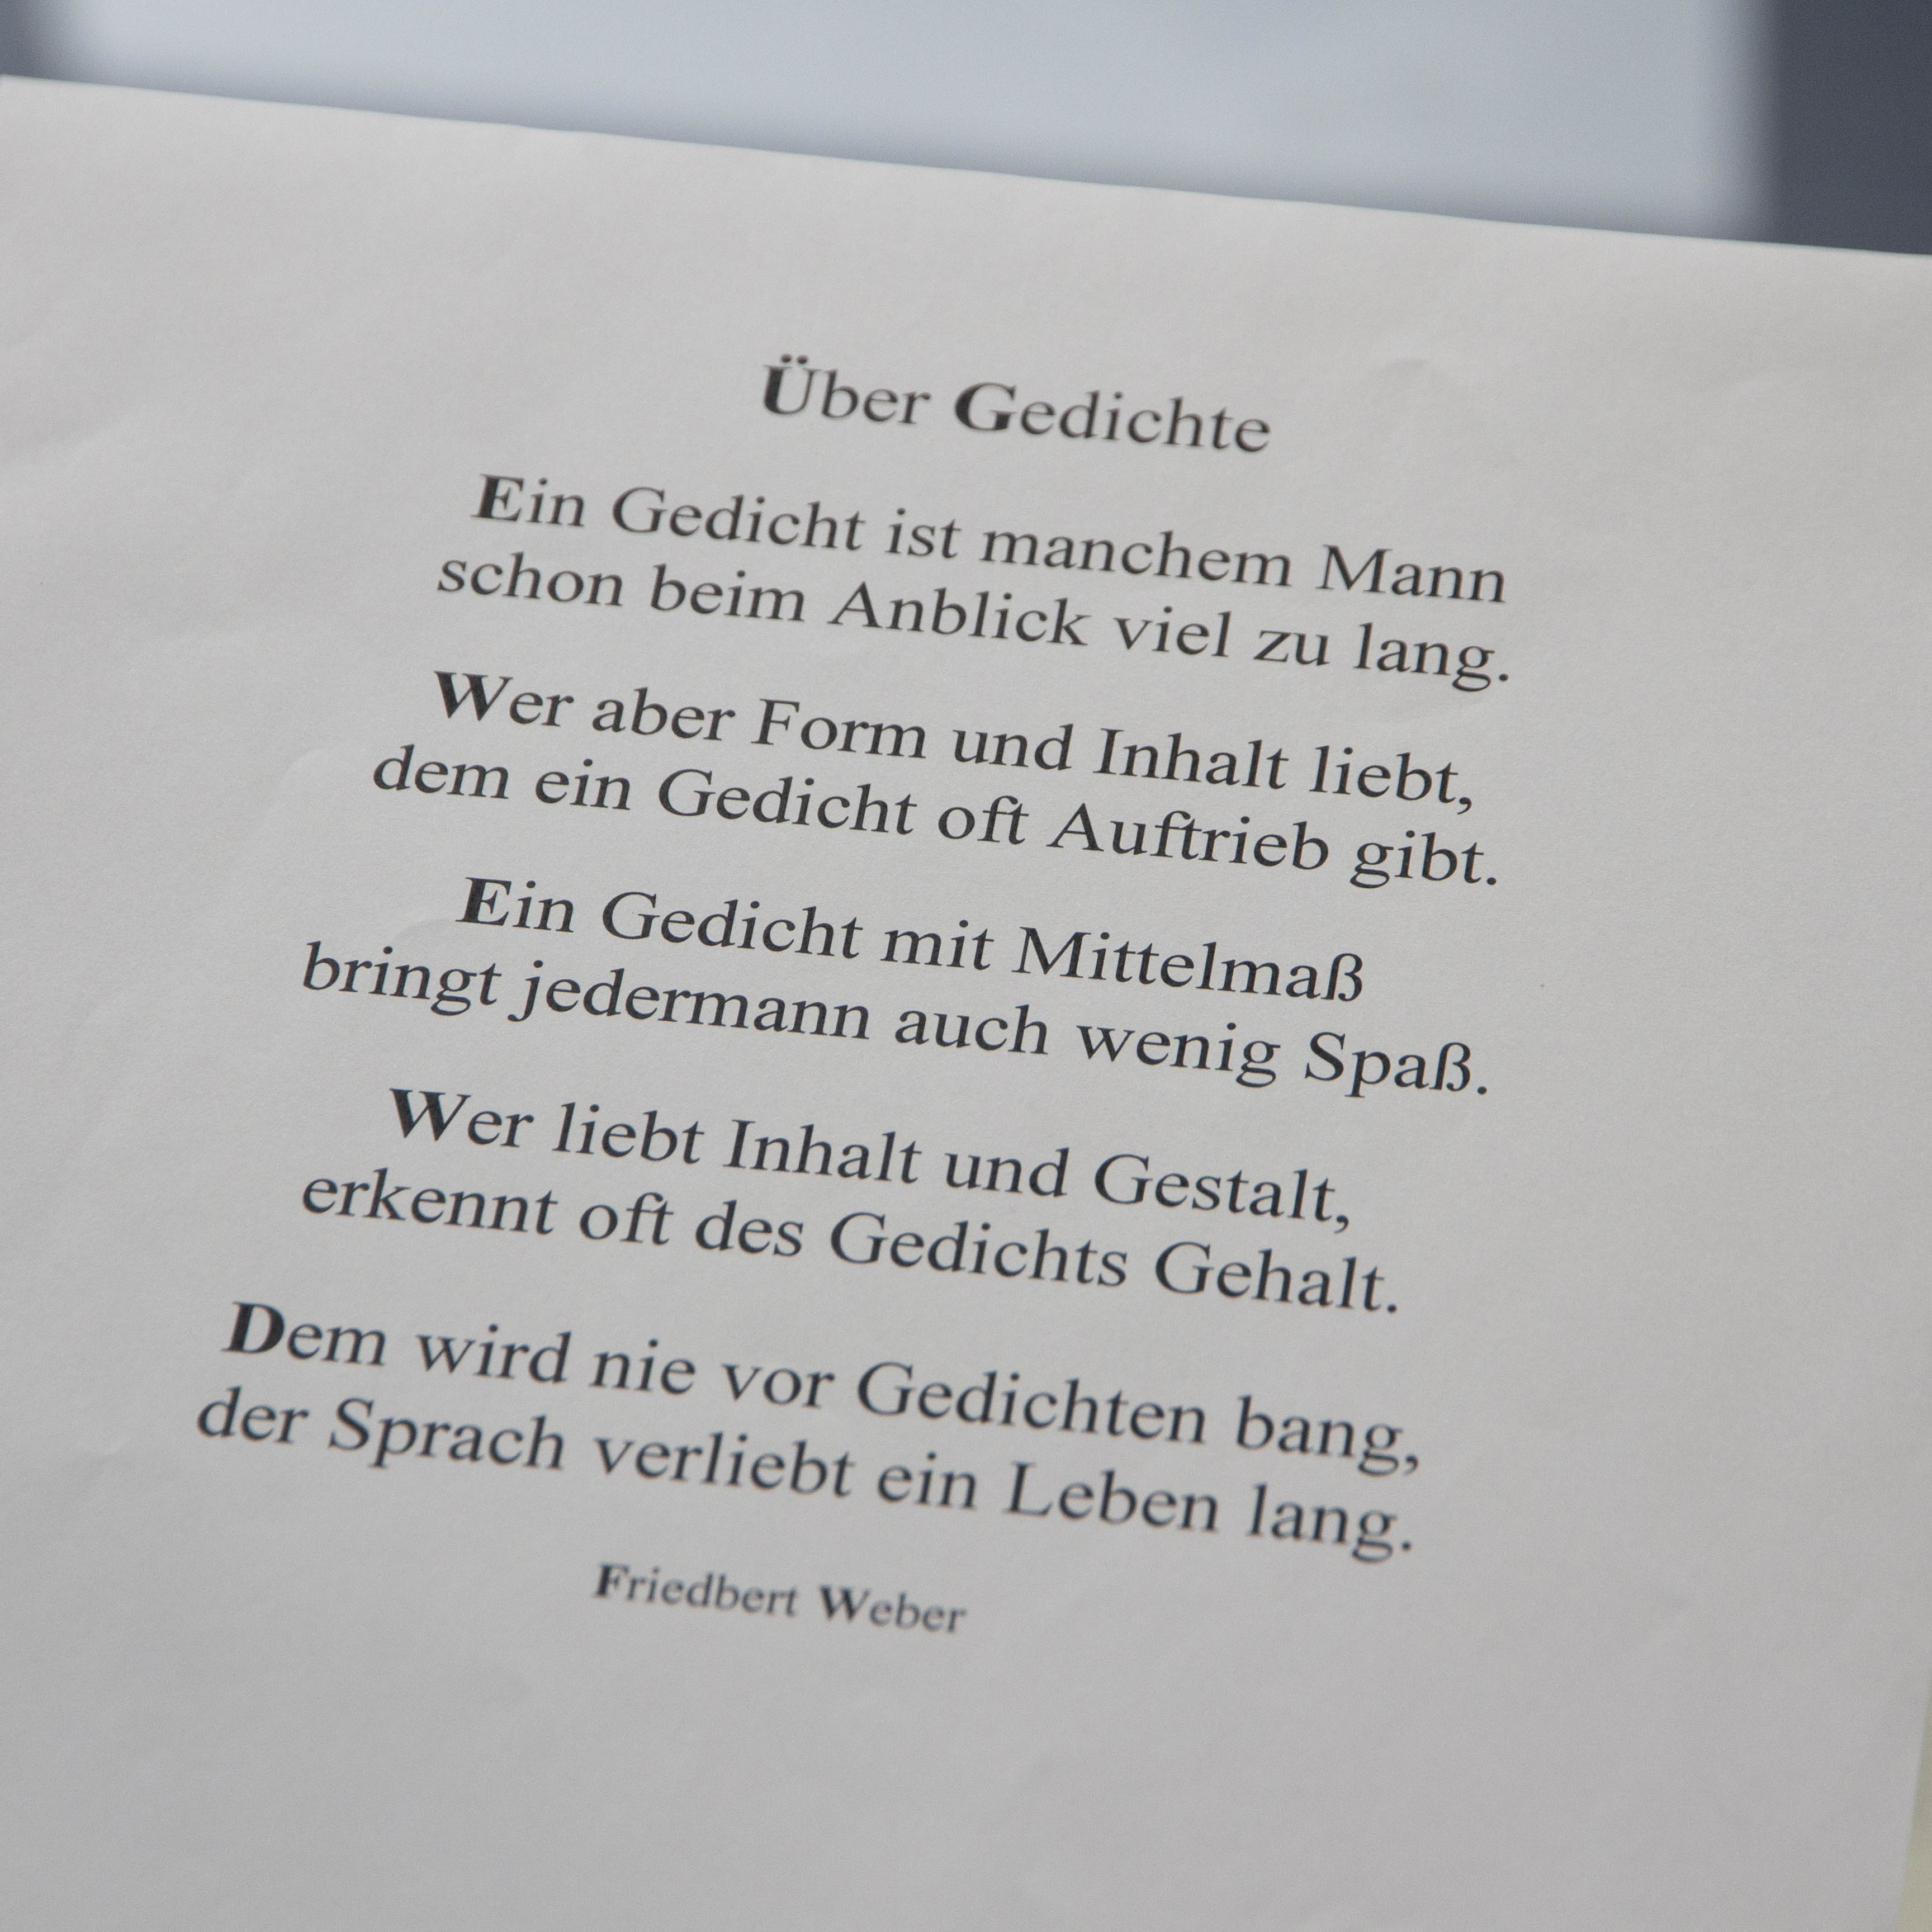 Über Gedichte
Ein Gedicht ist manchem Mann
schon beim Anblick viel zu lang.
Wer aber Form und Inhalt liebt,
dem ein Gedicht oft Auftrieb gibt.
Ein Gedicht mit Mittelmaß
bringt jedermann auch wenig Spaß.
Wer liebt Inhalt und Gestalt,
erkennt oft des Gedichts Gehalt.
Dem wird nie vor Gedichten bang,
der Sprach verliebt ein Leben lang.
Friedbert Weber